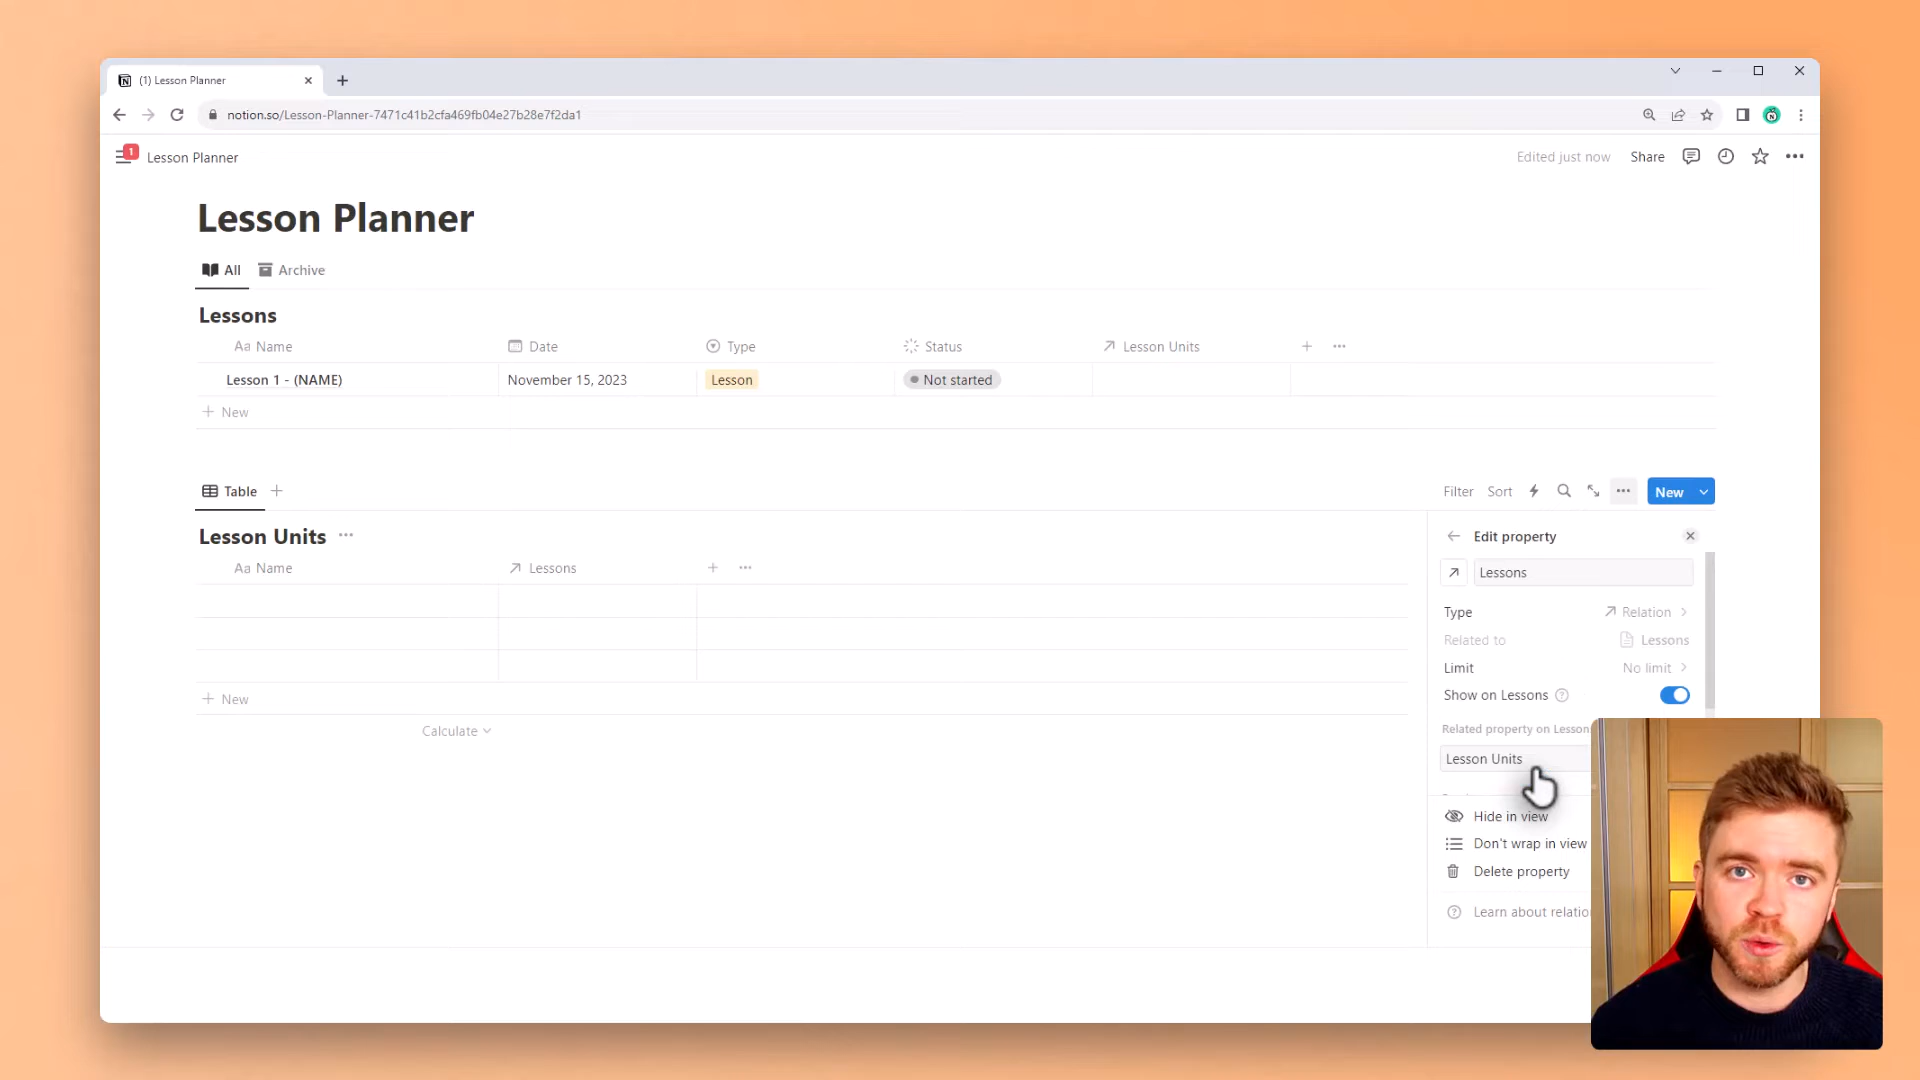 (1) Lesson Planner
notion.so/Lesson-Planner-7471c41b2cfa469fb04e27b28e7f2da1
1
Lesson Planner
Edited just now Share
Lesson Planner
All Archive
Lessons
Aa Name Date Type Status Lesson Units
Lesson 1 - (NAME) November 15, 2023 Lesson Not started
New
Table
Filter Sort New
Lesson Units
Aa Name Lessons
New
Calculate
Edit property
Lessons
Type Relation
Related to Lessons
Limit No limit
Show on Lessons
Related property on Lesson
Lesson Units
Hide in view
Don't wrap in view
Delete property
Learn about relatio